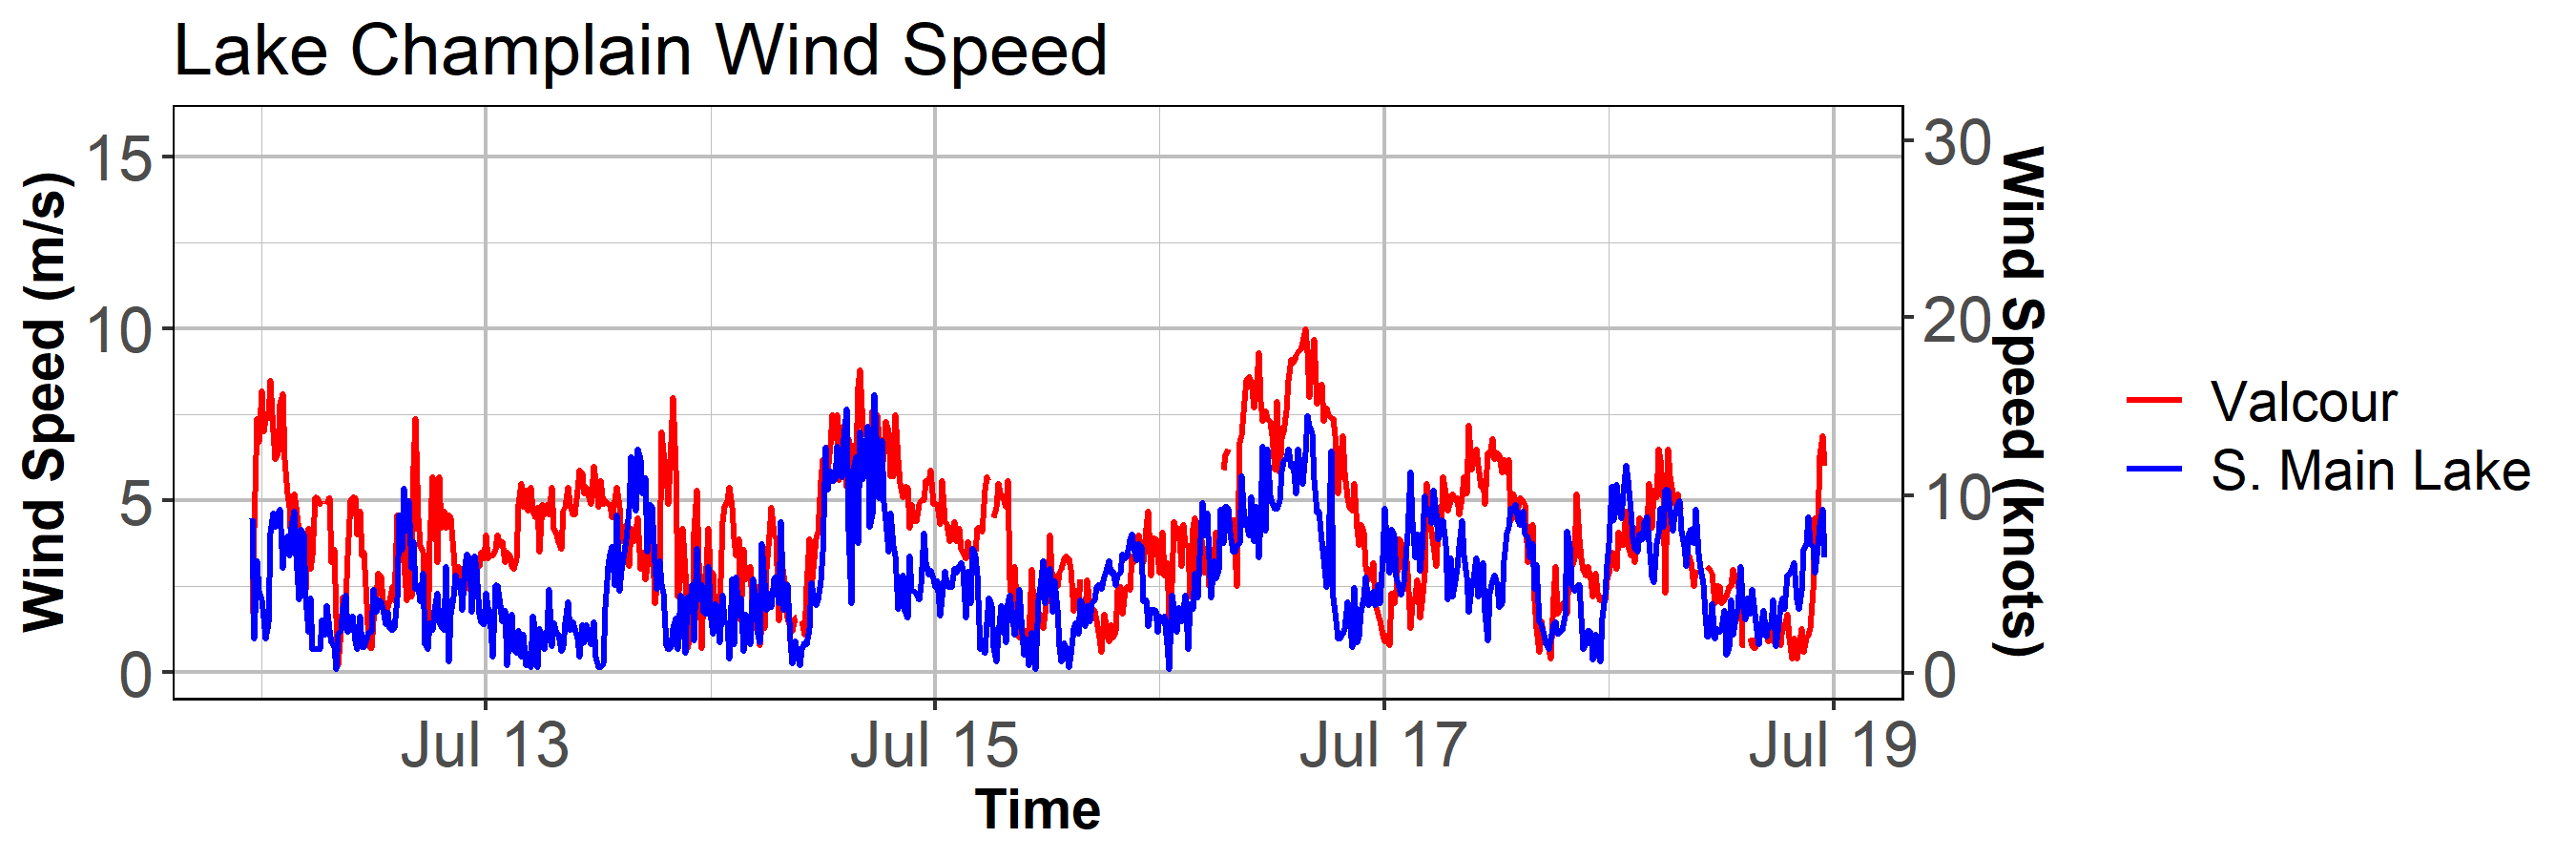 Lake Champlain Wind Speed
Wind Speed (m/s)
15
10
5
0
30
20
10
0
Wind Speed (knots)
Jul 13
Jul 15
Jul 17
Jul 19
Time
Valcour
S. Main Lake